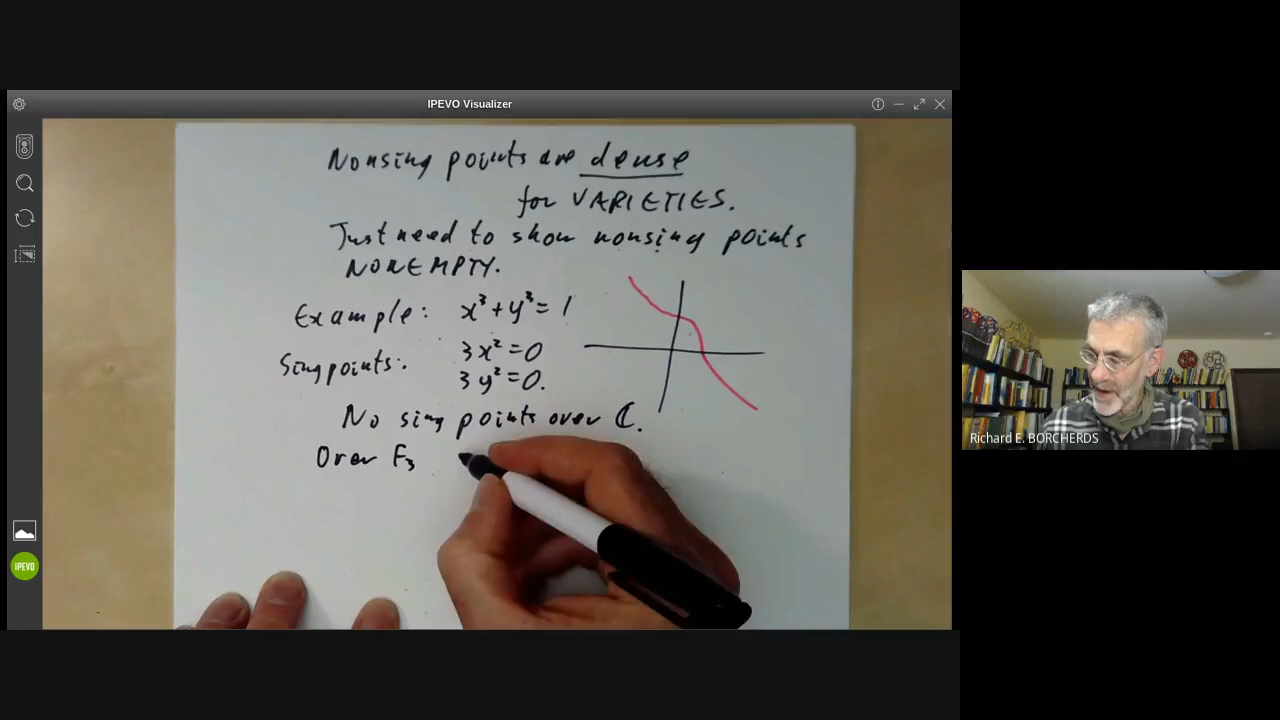 IPEVO Visualizer
Nonsing points are dense
for VARIETIES.
Just need to show nonsing points
NONEMPTY.
Example: x³+y³=1
Sing points: 3x²=0
3y²=0.
No sing points over ℂ.
Over F₃
IPEVO
Richard E. BORCHERDS